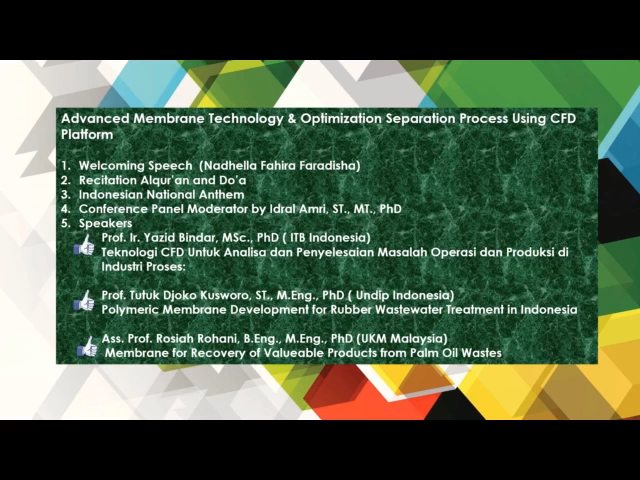 Advanced Membrane Technology & Optimization Separation Process Using CFD
Platform
1. Welcoming Speech (Nadhella Fahira Faradisha)
2. Recitation Alqur'an and Do'a
3. Indonesian National Anthem
4. Conference Panel Moderator by Idral Amri, ST., MT., PhD
5. Speakers
Prof. Ir. Yazid Bindar, MSc., PhD ( ITB Indonesia)
Teknologi CFD Untuk Analisa dan Penyelesaian Masalah Operasi dan Produksi di
Industri Proses:
Prof. Tutuk Djoko Kusworo, ST., M.Eng., PhD ( Undip Indonesia)
Polymeric Membrane Development for Rubber Wastewater Treatment in Indonesia
Ass. Prof. Rosiah Rohani, B.Eng., M.Eng., PhD (UKM Malaysia)
Membrane for Recovery of Valueable Products from Palm Oil Wastes